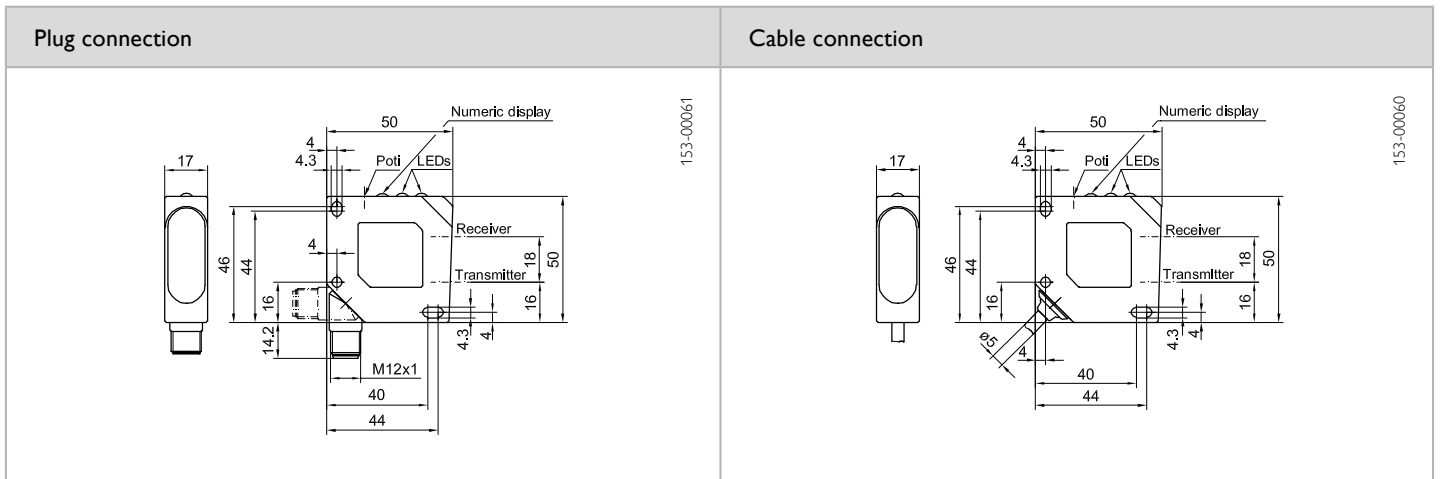 Plug connection
Cable connection
Numeric display
50
4
4.3
Poti
LEDs
17
Receiver
4
46
44
18
50
Transmitter
16
16
14.2
4.3
4
M12x1
40
44
153-00061
Numeric display
50
4
4.3
Poti
LEDs
17
Receiver
46
44
18
50
Transmitter
16
16
ø5
4
4.3
4
40
44
153-00060